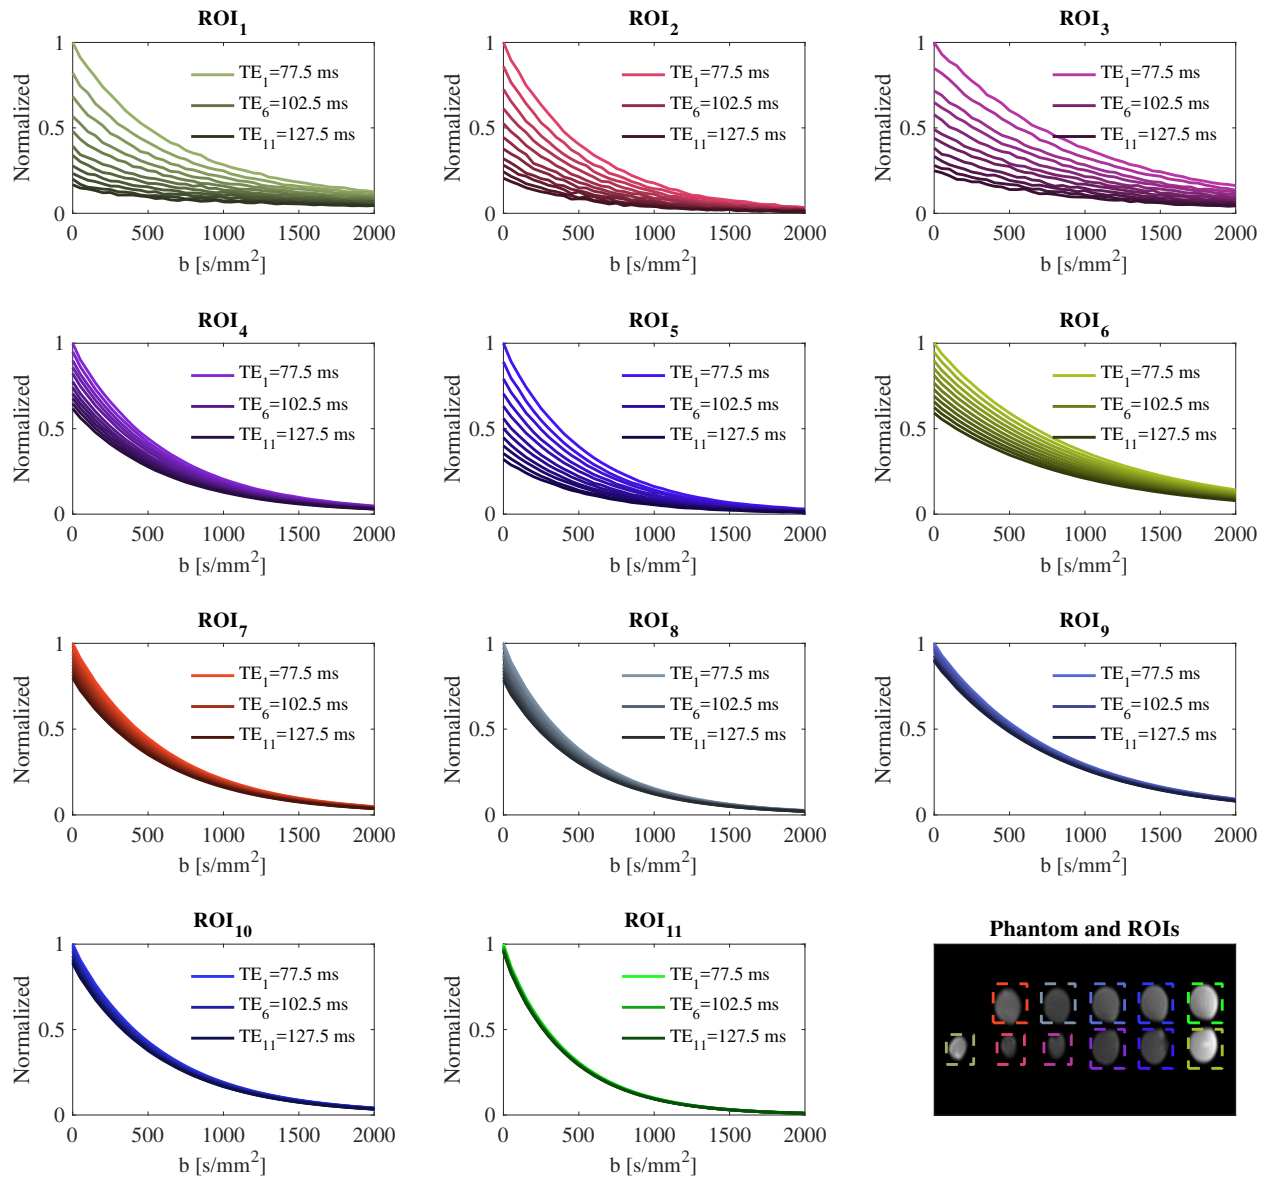 ROI1
Normalized
1
0.5
0
TE1=77.5 ms
TE6=102.5 ms
TE11=127.5 ms
0 500 1000 1500 2000
b [s/mm2]
ROI2
Normalized
1
0.5
0
TE1=77.5 ms
TE6=102.5 ms
TE11=127.5 ms
0 500 1000 1500 2000
b [s/mm2]
ROI3
Normalized
1
0.5
0
TE1=77.5 ms
TE6=102.5 ms
TE11=127.5 ms
0 500 1000 1500 2000
b [s/mm2]
ROI4
Normalized
1
0.5
0
TE1=77.5 ms
TE6=102.5 ms
TE11=127.5 ms
0 500 1000 1500 2000
b [s/mm2]
ROI5
Normalized
1
0.5
0
TE1=77.5 ms
TE6=102.5 ms
TE11=127.5 ms
0 500 1000 1500 2000
b [s/mm2]
ROI6
Normalized
1
0.5
0
TE1=77.5 ms
TE6=102.5 ms
TE11=127.5 ms
0 500 1000 1500 2000
b [s/mm2]
ROI7
Normalized
1
0.5
0
TE1=77.5 ms
TE6=102.5 ms
TE11=127.5 ms
0 500 1000 1500 2000
b [s/mm2]
ROI8
Normalized
1
0.5
0
TE1=77.5 ms
TE6=102.5 ms
TE11=127.5 ms
0 500 1000 1500 2000
b [s/mm2]
ROI9
Normalized
1
0.5
0
TE1=77.5 ms
TE6=102.5 ms
TE11=127.5 ms
0 500 1000 1500 2000
b [s/mm2]
ROI10
Normalized
1
0.5
0
TE1=77.5 ms
TE6=102.5 ms
TE11=127.5 ms
0 500 1000 1500 2000
b [s/mm2]
ROI11
Normalized
1
0.5
0
TE1=77.5 ms
TE6=102.5 ms
TE11=127.5 ms
0 500 1000 1500 2000
b [s/mm2]
Phantom and ROIs